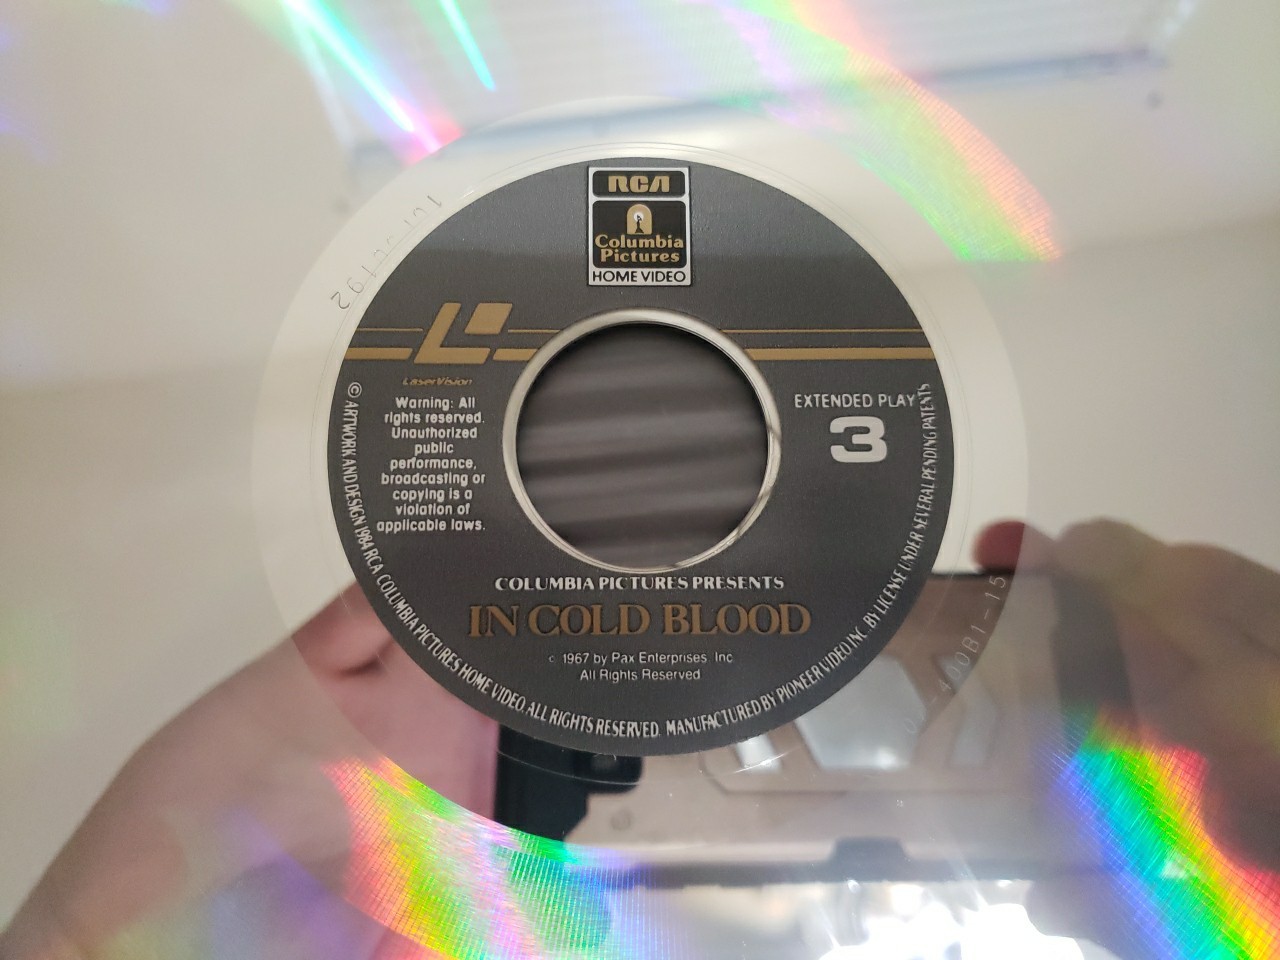 RCA
Columbia
Pictures
HOME VIDEO
LaserVision
Warning: All
rights reserved.
Unauthorized
public
performance,
broadcasting or
copying is a
violation of
applicable laws.
EXTENDED PLAY
3
COLUMBIA PICTURES PRESENTS
IN COLD BLOOD
© 1967 by Pax Enterprises Inc
All Rights Reserved
© ARTWORK AND DESIGN 1984 RCA COLUMBIA PICTURES HOME VIDEO. ALL RIGHTS RESERVED. MANUFACTURED BY PIONEER VIDEO INC. BY LICENSE UNDER SEVERAL PENDING PATENTS